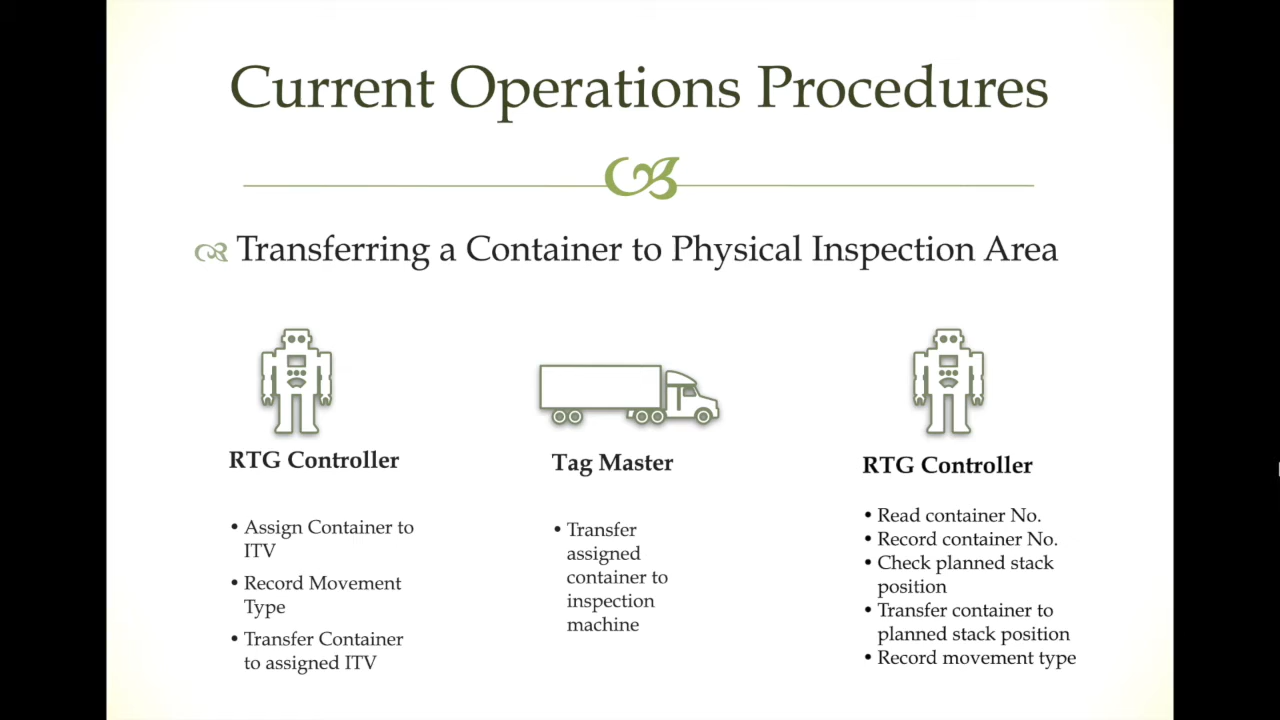 Current Operations Procedures
Transferring a Container to Physical Inspection Area
RTG Controller
• Assign Container to
ITV
• Record Movement
Type
• Transfer Container
to assigned ITV
Tag Master
• Transfer
assigned
container to
inspection
machine
RTG Controller
• Read container No.
• Record container No.
• Check planned stack
position
• Transfer container to
planned stack position
• Record movement type